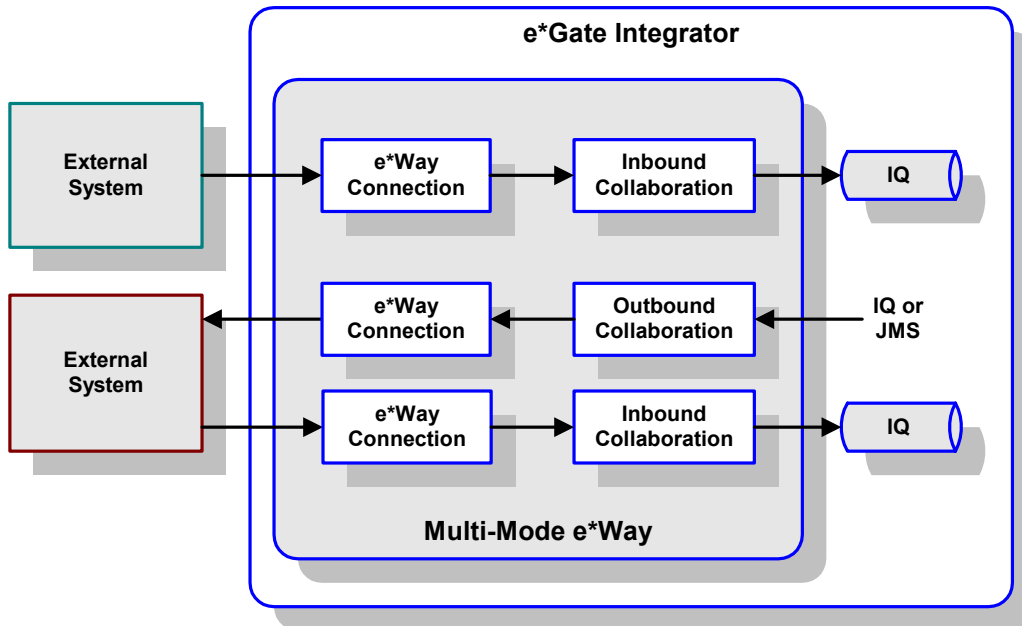 e*Gate Integrator
External
System
e*Way
Connection
Inbound
Collaboration
IQ
e*Way
Connection
Outbound
Collaboration
IQ or
JMS
External
System
e*Way
Connection
Inbound
Collaboration
IQ
Multi-Mode e*Way